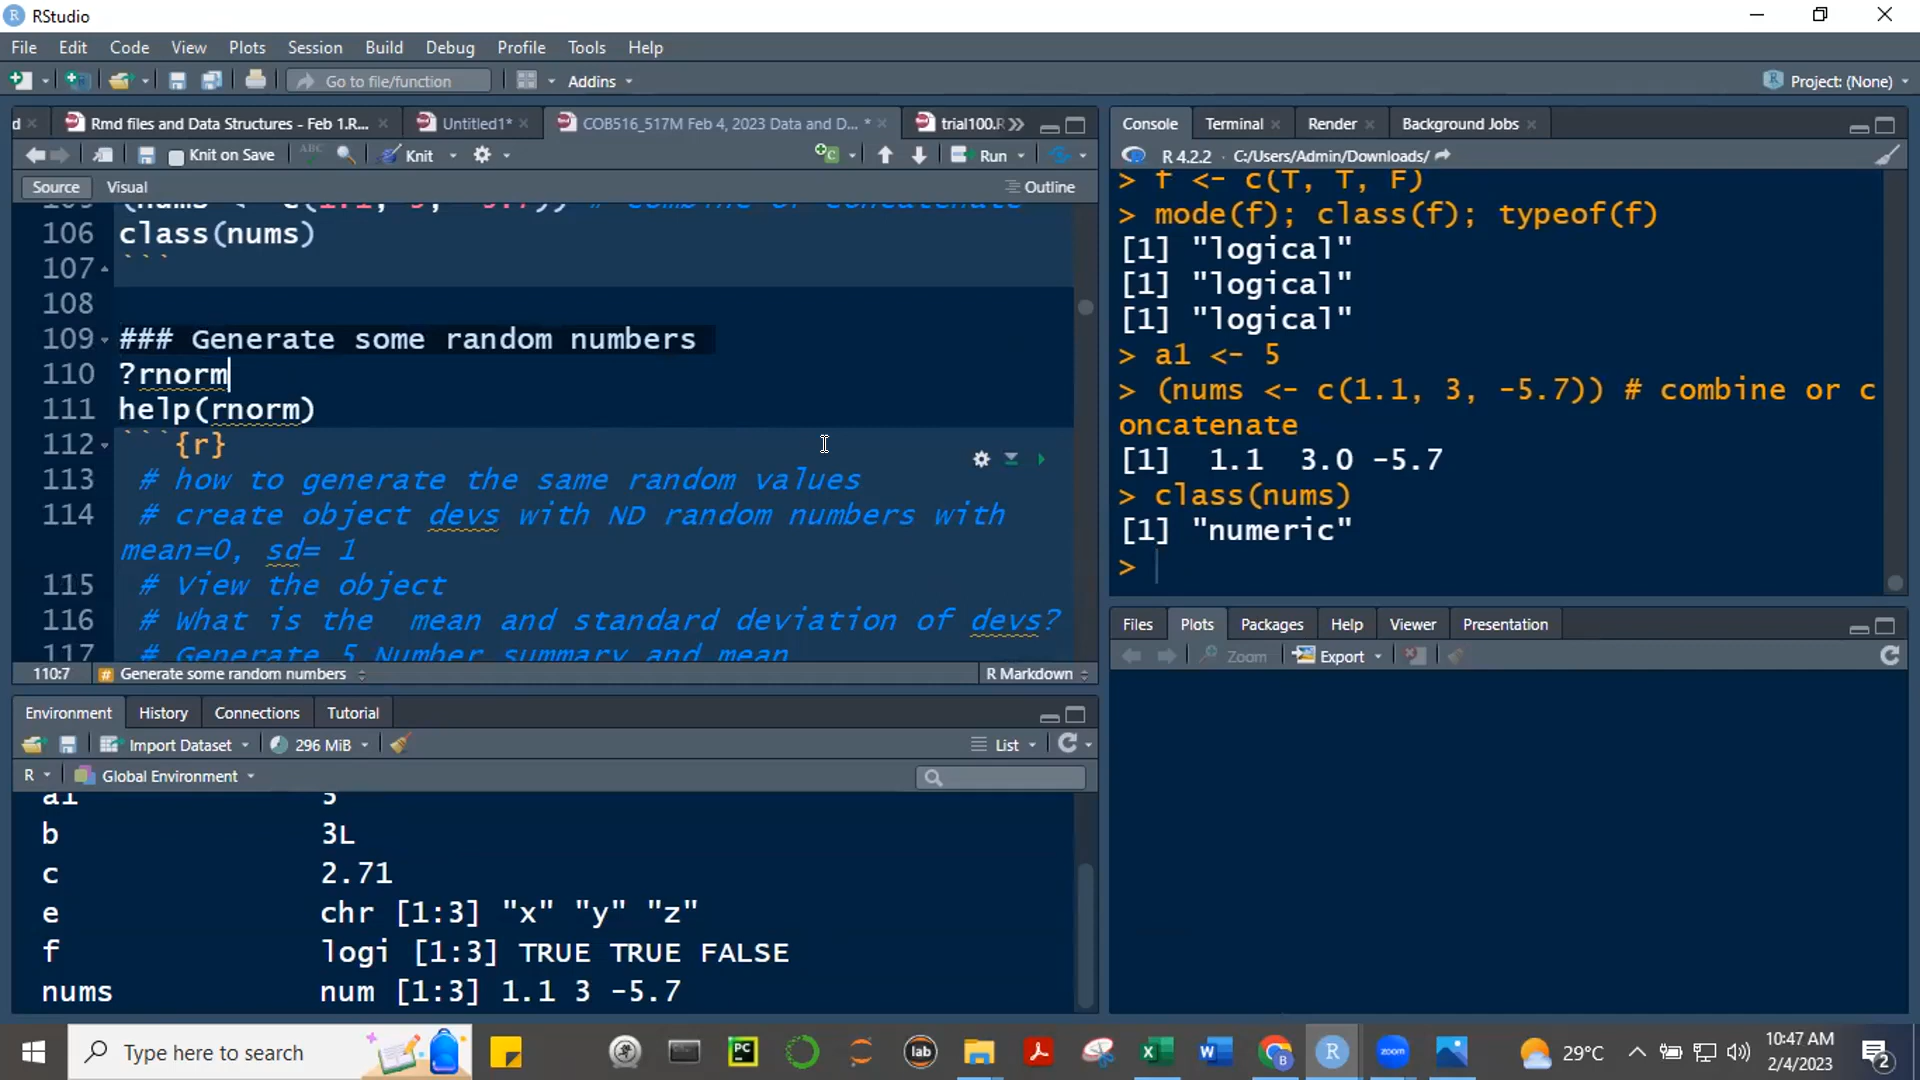 RStudio
File Edit Code View Plots Session Build Debug Profile Tools Help
Go to file/function Addins Project: (None)
d Rmd files and Data Structures - Feb 1.R... Untitled1* COB516_517M Feb 4, 2023 Data and D... * trial100.R
Knit on Save ABC Knit Run
Source Visual Outline
106 class(nums)
107 ```
108
109 ### Generate some random numbers
110 ?rnorm
111 help(rnorm)
112 ```{r}
113 # how to generate the same random values
114 # create object devs with ND random numbers with
mean=0, sd= 1
115 # View the object
116 # What is the  mean and standard deviation of devs?
117 # Generate 5 Number summary and mean
110:7 # Generate some random numbers R Markdown
Environment History Connections Tutorial
Import Dataset 296 MiB List
R Global Environment
a1 5
b 3L
c 2.71
e chr [1:3] "x" "y" "z"
f logi [1:3] TRUE TRUE FALSE
nums num [1:3] 1.1 3 -5.7
Console Terminal Render Background Jobs
R 4.2.2 · C:/Users/Admin/Downloads/
> f <- c(T, T, F)
> mode(f); class(f); typeof(f)
[1] "logical"
[1] "logical"
[1] "logical"
> a1 <- 5
> (nums <- c(1.1, 3, -5.7)) # combine or c
oncatenate
[1]  1.1  3.0 -5.7
> class(nums)
[1] "numeric"
>
Files Plots Packages Help Viewer Presentation
Zoom Export
Type here to search
PC lab R zoom
29°C
10:47 AM
2/4/2023
2